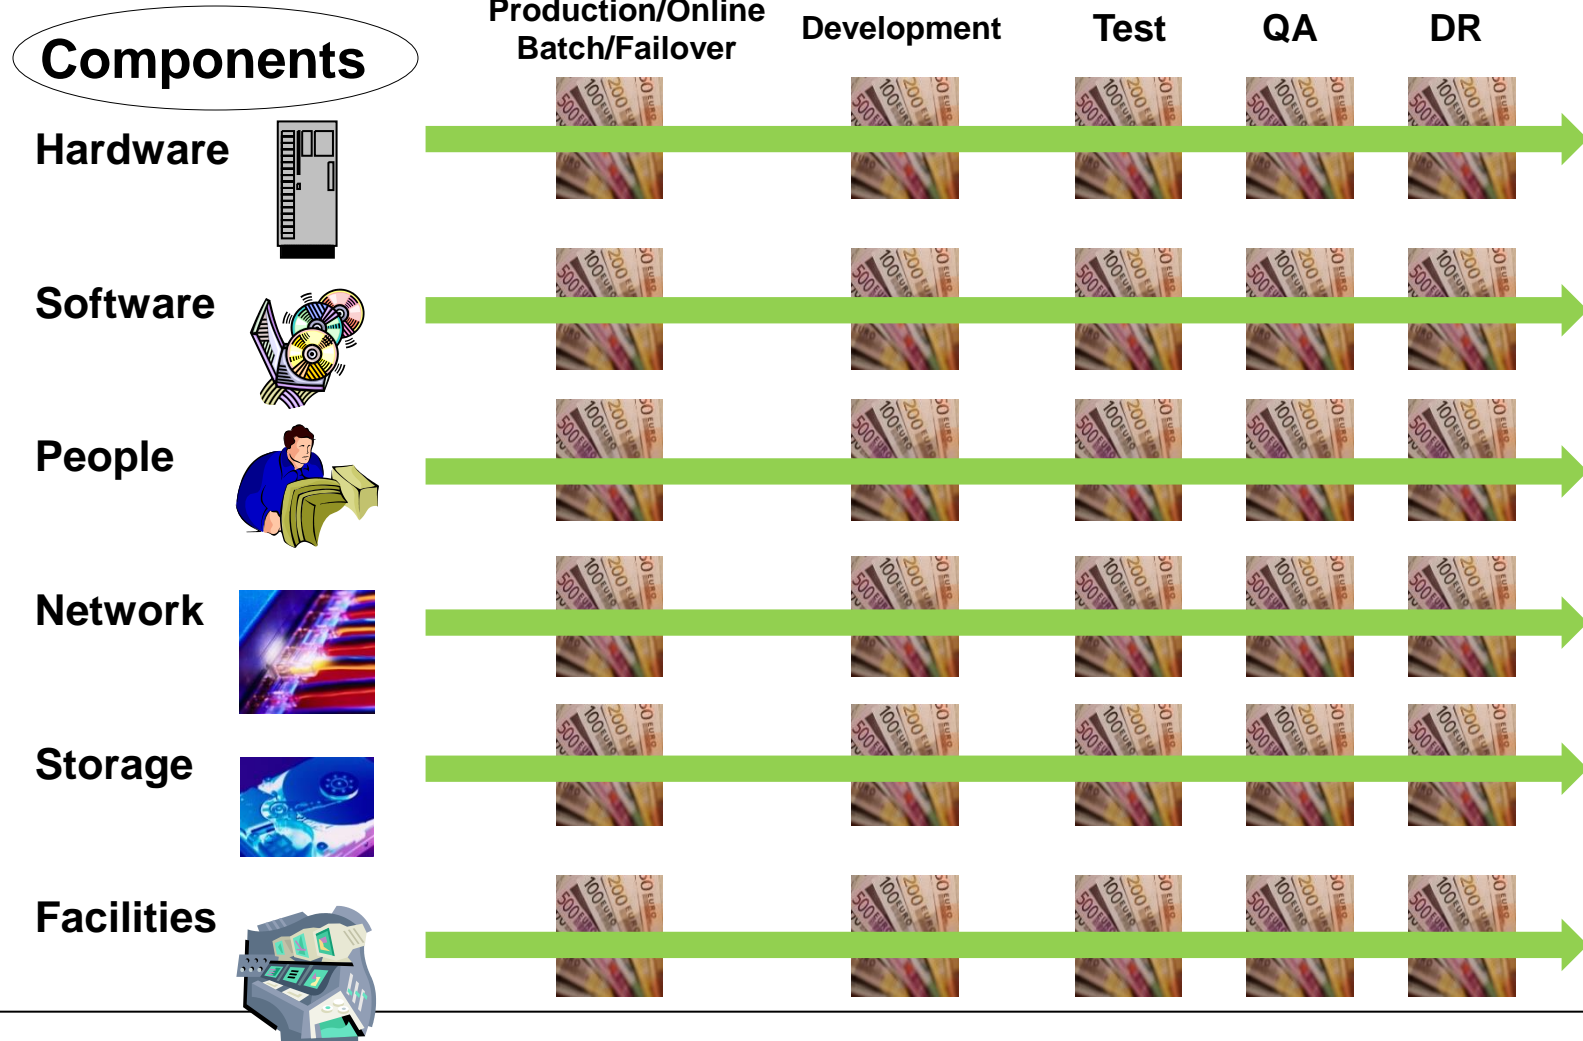 Production/Online
Batch/Failover
Development
Test
QA
DR
Components
Hardware
Software
People
Network
Storage
Facilities